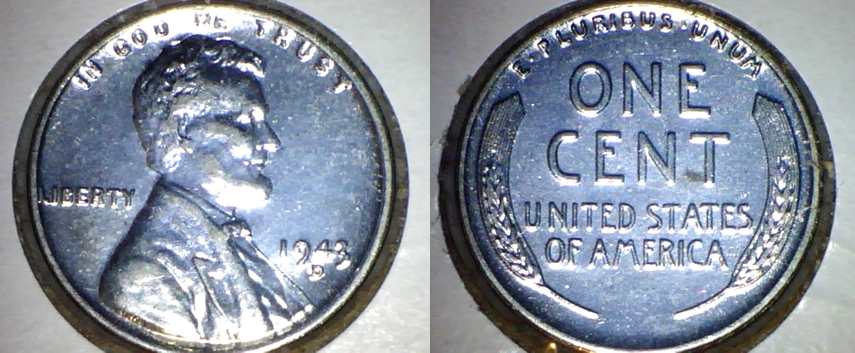 IN GOD WE TRUST
LIBERTY
1943
D
E·PLURIBUS·UNUM
ONE
CENT
UNITED STATES
OF AMERICA